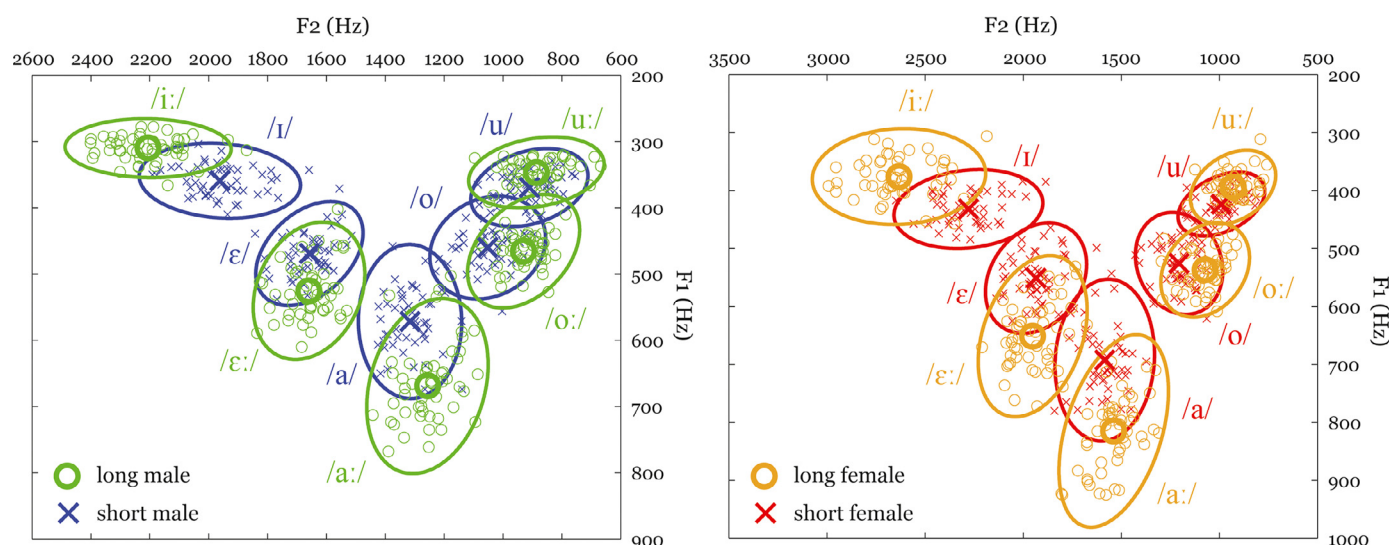 F2 (Hz)
2600 2400 2200 2000 1800 1600 1400 1200 1000 800 600
200
300
400
500
600
700
800
900
F1 (Hz)
/iː/
/ɪ/
/u/
/uː/
/o/
/ɛ/
/oː/
/ɛː/
/a/
/aː/
long male
short male
F2 (Hz)
3500 3000 2500 2000 1500 1000 500
200
300
400
500
600
700
800
900
1000
F1 (Hz)
/iː/
/uː/
/ɪ/
/u/
/ɛ/
/oː/
/o/
/ɛː/
/a/
/aː/
long female
short female